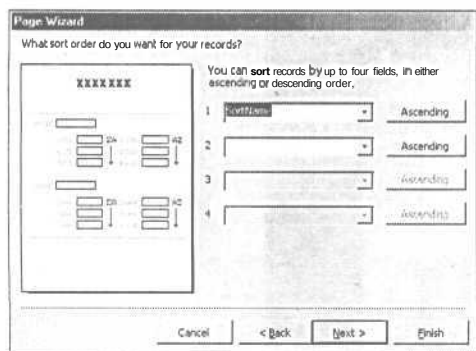 Page Wizard
What sort order do you want for your records?
You can sort records by up to four fields, in either
ascending or descending order,
XXXXXXX
1 SortName Ascending
2 Ascending
3 Ascending
4 Ascending
Cancel < Back Next > Finish